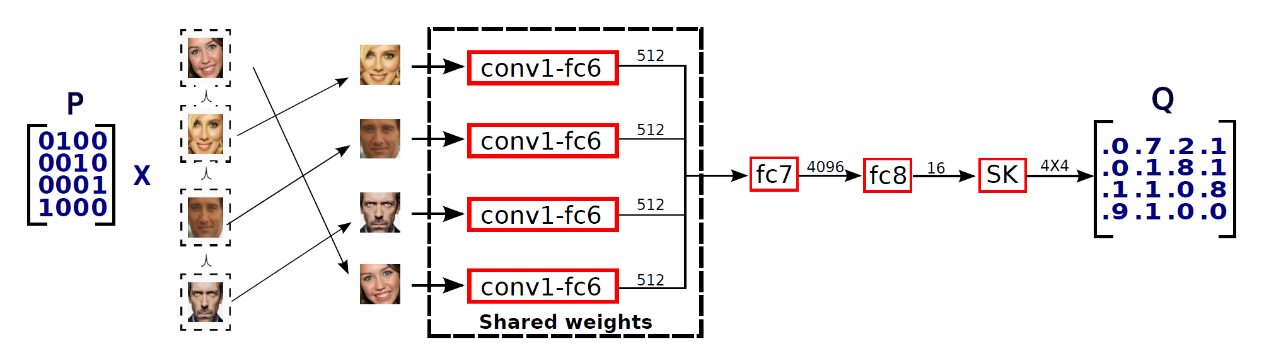 P
0100
0010
0001
1000
X
conv1-fc6
512
conv1-fc6
512
conv1-fc6
512
conv1-fc6
512
Shared weights
fc7
4096
fc8
16
SK
4X4
Q
.0 .7 .2 .1
.0 .1 .8 .1
.1 .1 .0 .8
.9 .1 .0 .0